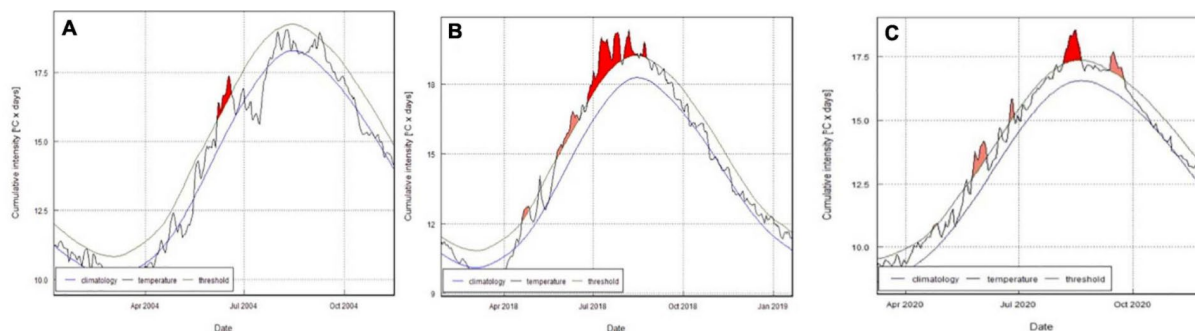 A
Cumulative intensity [°C x days]
17.5
15.0
12.5
10.0
climatology temperature threshold
Apr 2004 Jul 2004 Oct 2004
Date
B
Cumulative intensity [°C x days]
18
15
12
9
climatology temperature threshold
Apr 2018 Jul 2018 Oct 2018 Jan 2019
Date
C
Cumulative intensity [°C x days]
17.5
15.0
12.5
10.0
climatology temperature threshold
Apr 2020 Jul 2020 Oct 2020
Date